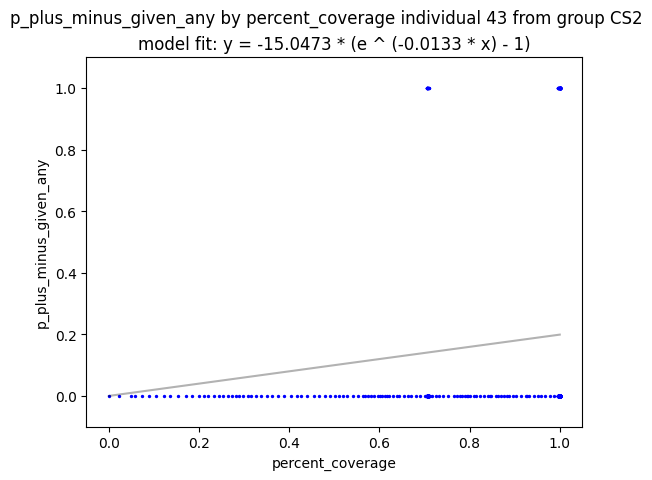 p_plus_minus_given_any by percent_coverage individual 43 from group CS2
model fit: y = -15.0473 * (e ^ (-0.0133 * x) - 1)
1.0
0.8
0.6
0.4
0.2
0.0
p_plus_minus_given_any
0.0 0.2 0.4 0.6 0.8 1.0
percent_coverage